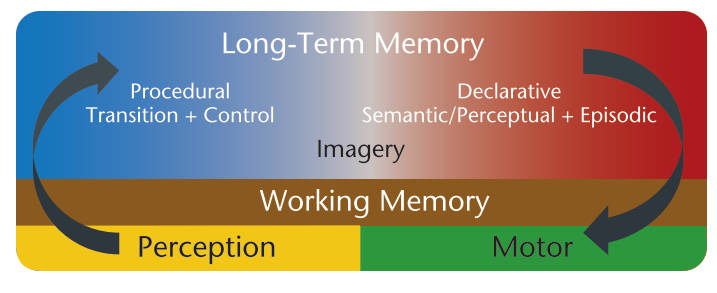 Long-Term Memory
Procedural
Transition + Control
Declarative
Semantic/Perceptual + Episodic
Imagery
Working Memory
Perception
Motor